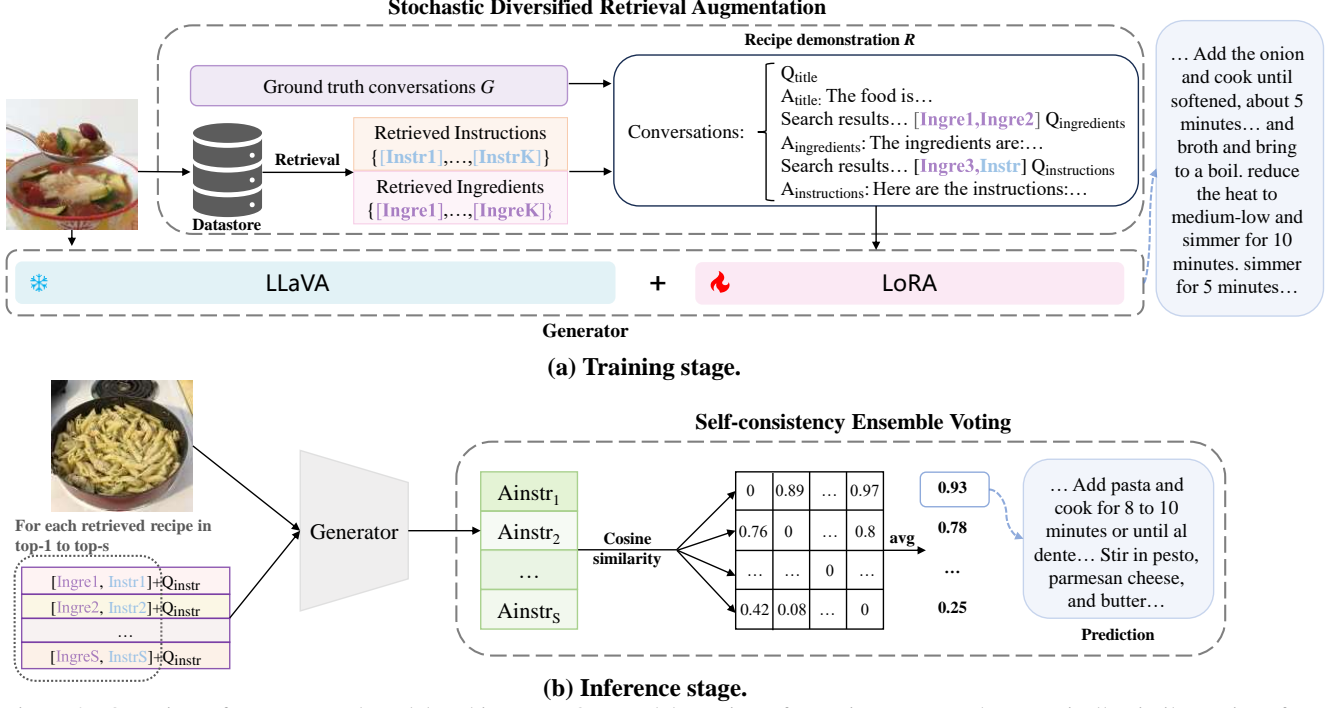 Stochastic Diversified Retrieval Augmentation
Recipe demonstration R
Ground truth conversations G
Retrieval
Datastore
Retrieved Instructions
{[Instr1],…,[InstrK]}
Retrieved Ingredients
{[Ingre1],…,[IngreK]}
Conversations:
Qtitle
Atitle: The food is…
Search results… [Ingre1,Ingre2] Qingredients
Aingredients: The ingredients are:…
Search results… [Ingre3,Instr] Qinstructions
Ainstructions: Here are the instructions:…
… Add the onion
and cook until
softened, about 5
minutes… and
broth and bring
to a boil. reduce
the heat to
medium-low and
simmer for 10
minutes. simmer
for 5 minutes…
LLaVA + LoRA
Generator
(a) Training stage.
Self-consistency Ensemble Voting
For each retrieved recipe in
top-1 to top-s
[Ingre1, Instr1]+Qinstr
[Ingre2, Instr2]+Qinstr
…
[IngreS, InstrS]+Qinstr
Generator
Ainstr1
Ainstr2
…
AinstrS
Cosine
similarity
0 0.89 … 0.97
0.76 0 … 0.8
… … 0 …
0.42 0.08 … 0
avg
0.93
0.78
…
0.25
… Add pasta and
cook for 8 to 10
minutes or until al
dente… Stir in pesto,
parmesan cheese,
and butter…
Prediction
(b) Inference stage.